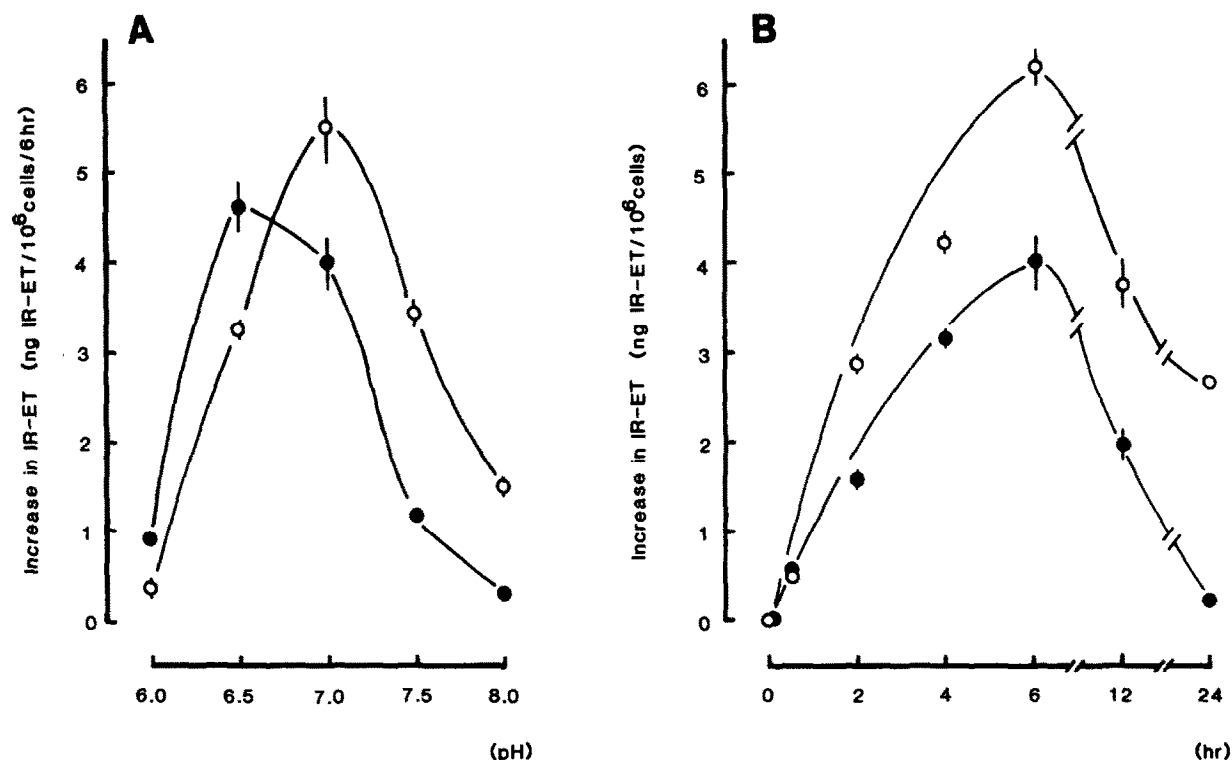 A
Increase in IR-ET (ng IR-ET/10⁶cells/6hr)
6
5
4
3
2
1
0
6.0 6.5 7.0 7.5 8.0
(pH)
B
Increase in IR-ET (ng IR-ET/10⁶cells)
6
5
4
3
2
1
0
0 2 4 6 12 24
(hr)